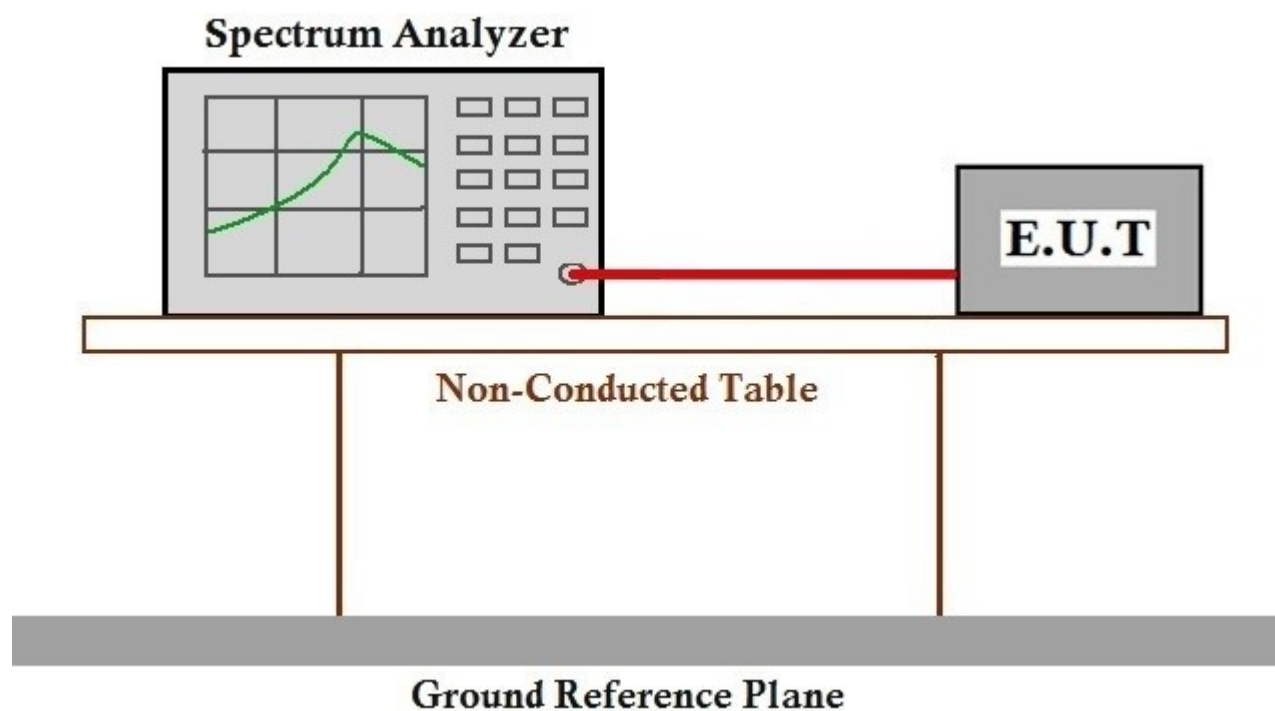 Spectrum Analyzer
E.U.T
Non-Conducted Table
Ground Reference Plane